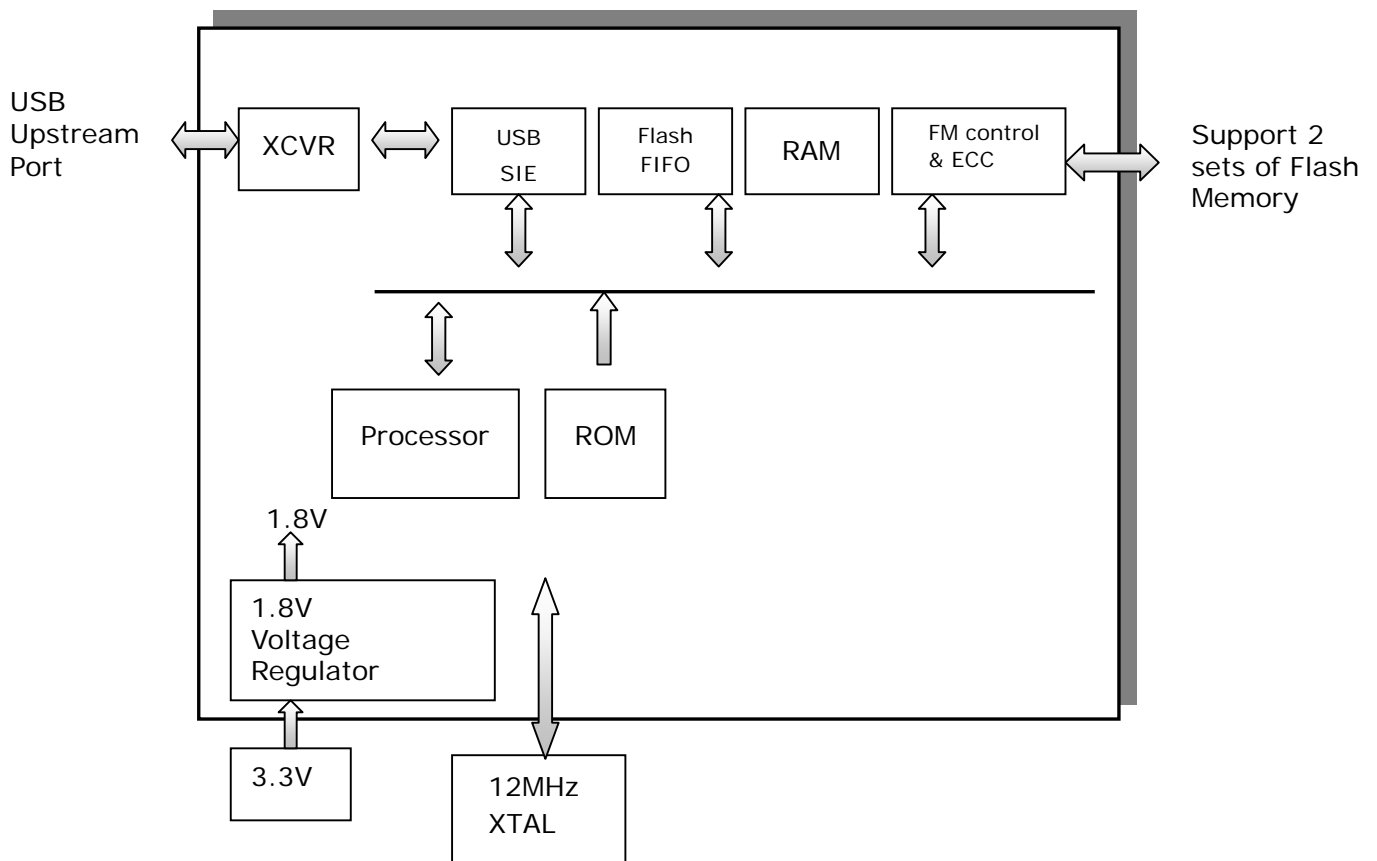 USB
Upstream
Port
XCVR
USB
SIE
Flash
FIFO
RAM
FM control
& ECC
Support 2
sets of Flash
Memory
Processor
ROM
1.8V
1.8V
Voltage
Regulator
3.3V
12MHz
XTAL